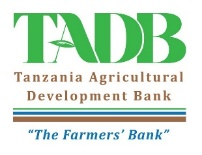 TADB
Tanzania Agricultural
Development Bank
"The Farmers' Bank"